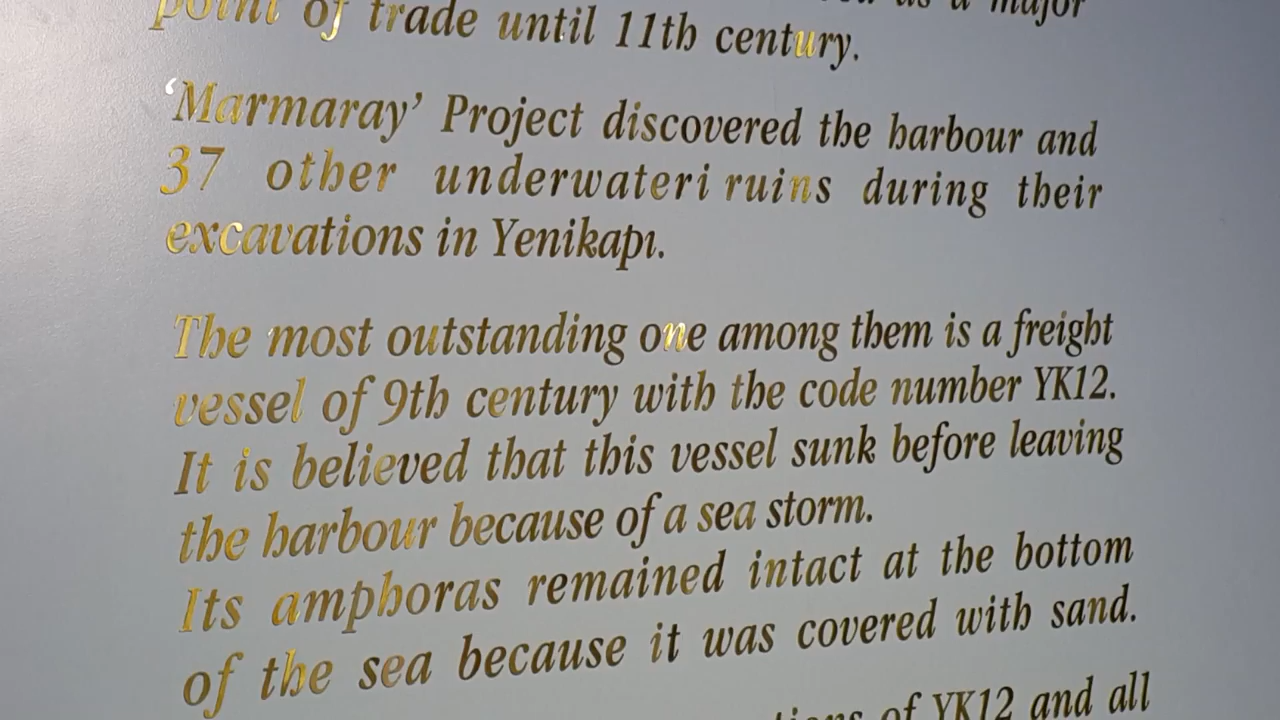 point of trade until 11th century.
‘Marmaray’ Project discovered the harbour and
37 other underwateri ruins during their
excavations in Yenikapı.
The most outstanding one among them is a freight
vessel of 9th century with the code number YK12.
It is believed that this vessel sunk before leaving
the harbour because of a sea storm.
Its amphoras remained intact at the bottom
of the sea because it was covered with sand.
of YK12 and all